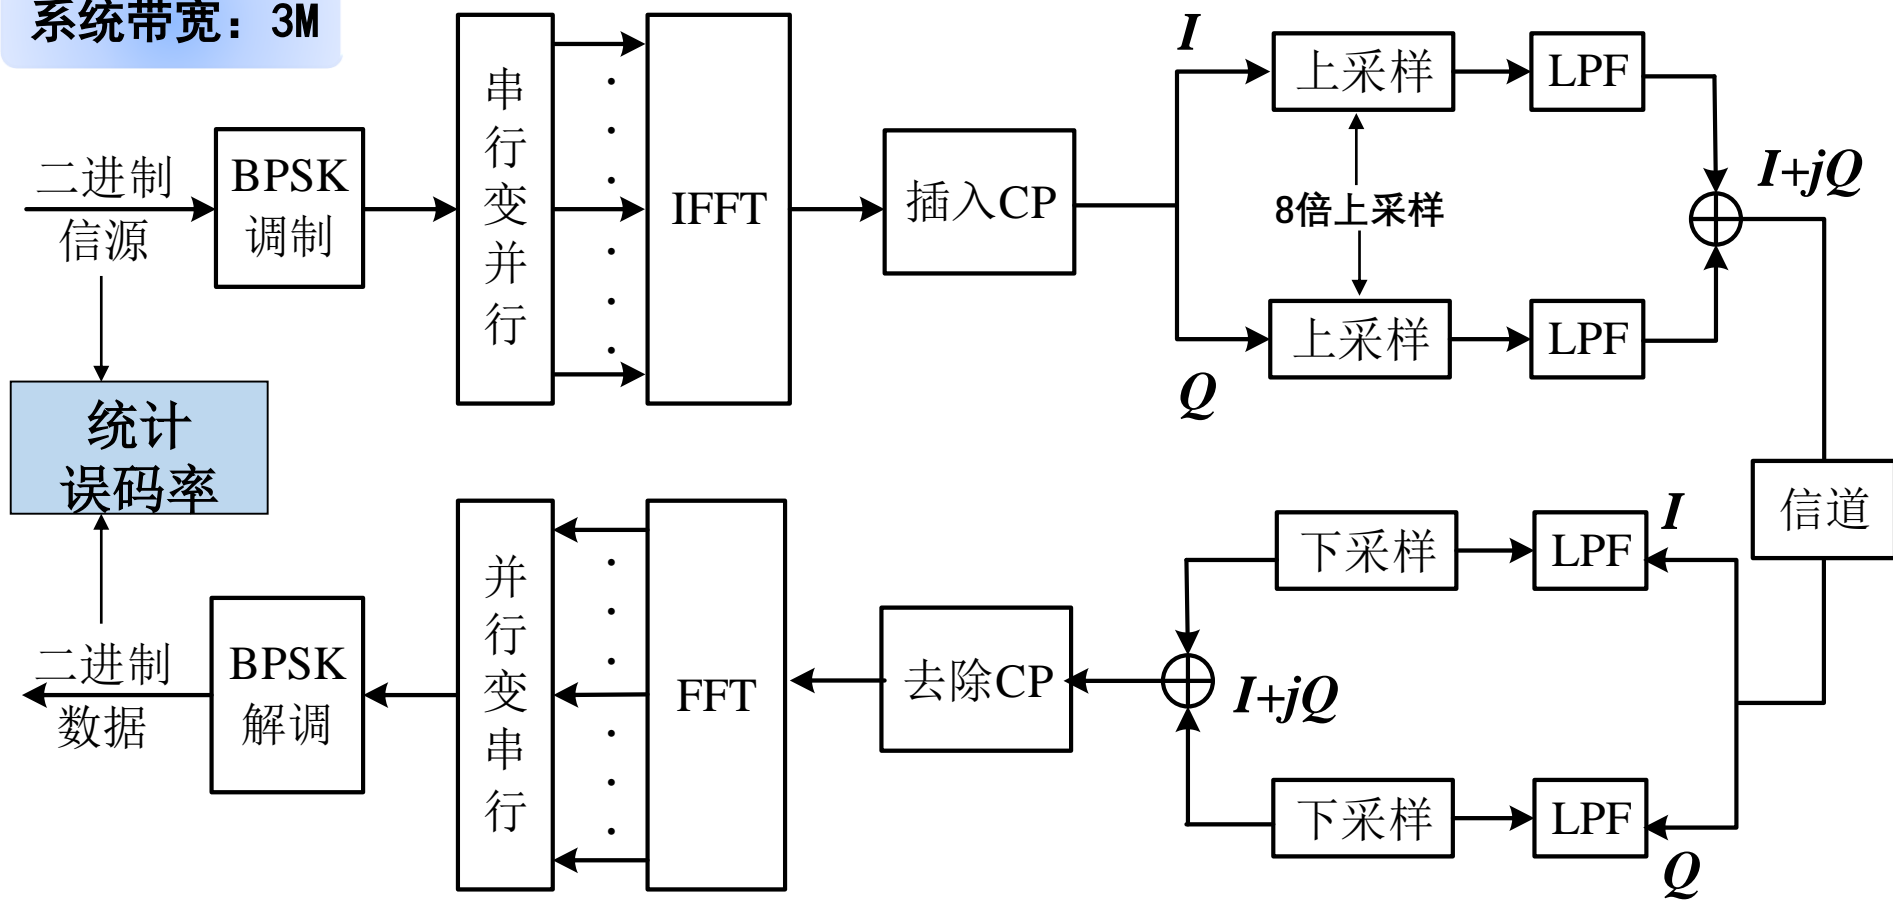 系统带宽：3M
二进制
信源
BPSK
调制
串
行
变
并
行
IFFT
插入CP
I
上采样
LPF
8倍上采样
I+jQ
Q
上采样
LPF
统计
误码率
信道
二进制
数据
BPSK
解调
并
行
变
串
行
FFT
去除CP
I+jQ
下采样
LPF
I
下采样
LPF
Q